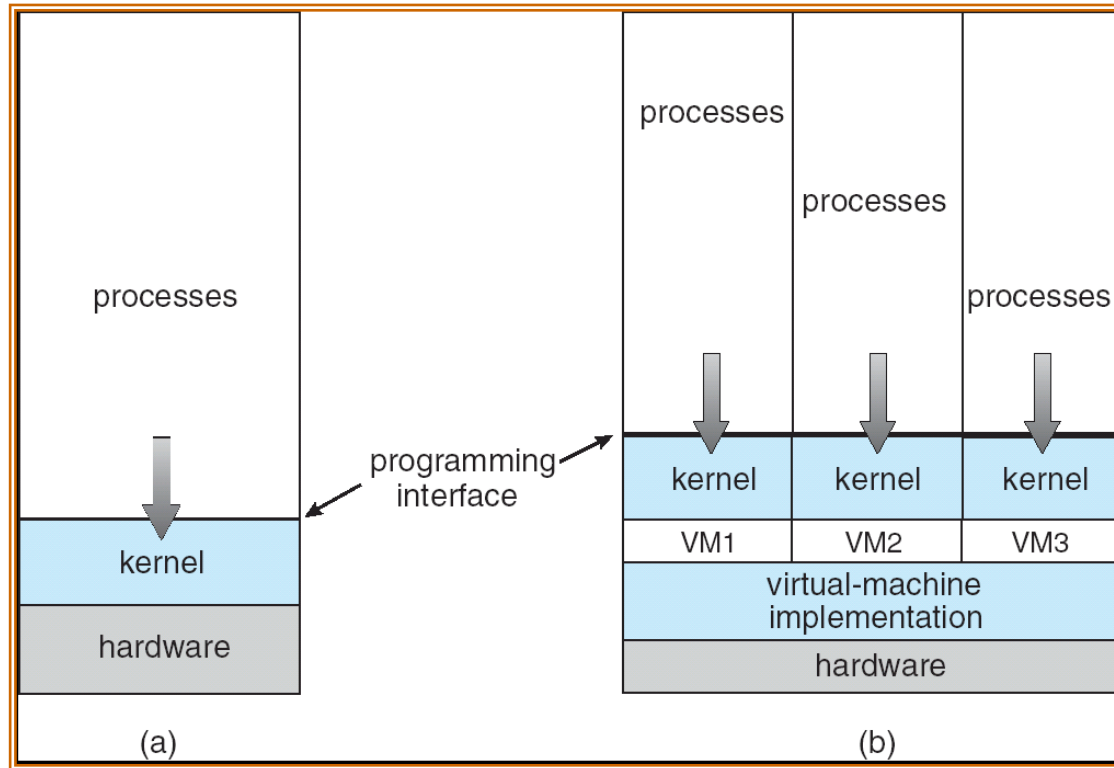 processes
kernel
hardware
(a)
programming
interface
processes
processes
processes
kernel
kernel
kernel
VM1
VM2
VM3
virtual-machine
implementation
hardware
(b)